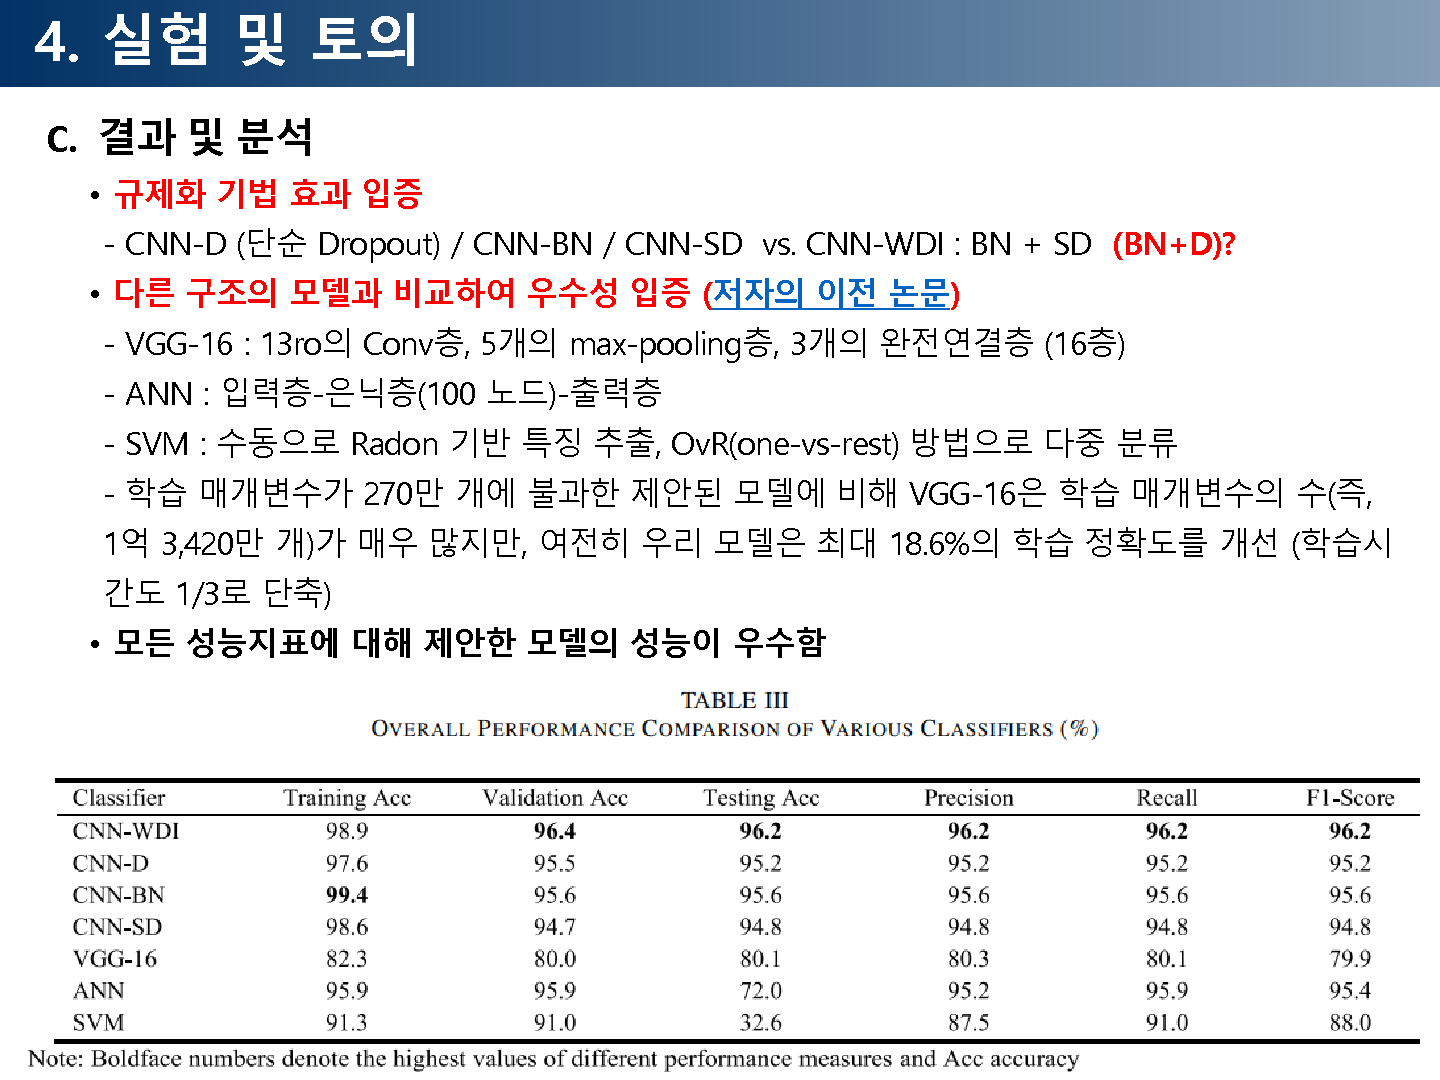 4. 실험 및 토의
C. 결과 및 분석
• 규제화 기법 효과 입증
- CNN-D (단순 Dropout) / CNN-BN / CNN-SD vs. CNN-WDI : BN + SD (BN+D)?
• 다른 구조의 모델과 비교하여 우수성 입증 (저자의 이전 논문)
- VGG-16 : 13ro의 Conv층, 5개의 max-pooling층, 3개의 완전연결층 (16층)
- ANN : 입력층-은닉층(100 노드)-출력층
- SVM : 수동으로 Radon 기반 특징 추출, OvR(one-vs-rest) 방법으로 다중 분류
- 학습 매개변수가 270만 개에 불과한 제안된 모델에 비해 VGG-16은 학습 매개변수의 수(즉,
1억 3,420만 개)가 매우 많지만, 여전히 우리 모델은 최대 18.6%의 학습 정확도를 개선 (학습시
간도 1/3로 단축)
• 모든 성능지표에 대해 제안한 모델의 성능이 우수함
TABLE III
OVERALL PERFORMANCE COMPARISON OF VARIOUS CLASSIFIERS (%)
Classifier Training Acc Validation Acc Testing Acc Precision Recall F1-Score
CNN-WDI 98.9 96.4 96.2 96.2 96.2 96.2
CNN-D 97.6 95.5 95.2 95.2 95.2 95.2
CNN-BN 99.4 95.6 95.6 95.6 95.6 95.6
CNN-SD 98.6 94.7 94.8 94.8 94.8 94.8
VGG-16 82.3 80.0 80.1 80.3 80.1 79.9
ANN 95.9 95.9 72.0 95.2 95.9 95.4
SVM 91.3 91.0 32.6 87.5 91.0 88.0
Note: Boldface numbers denote the highest values of different performance measures and Acc accuracy